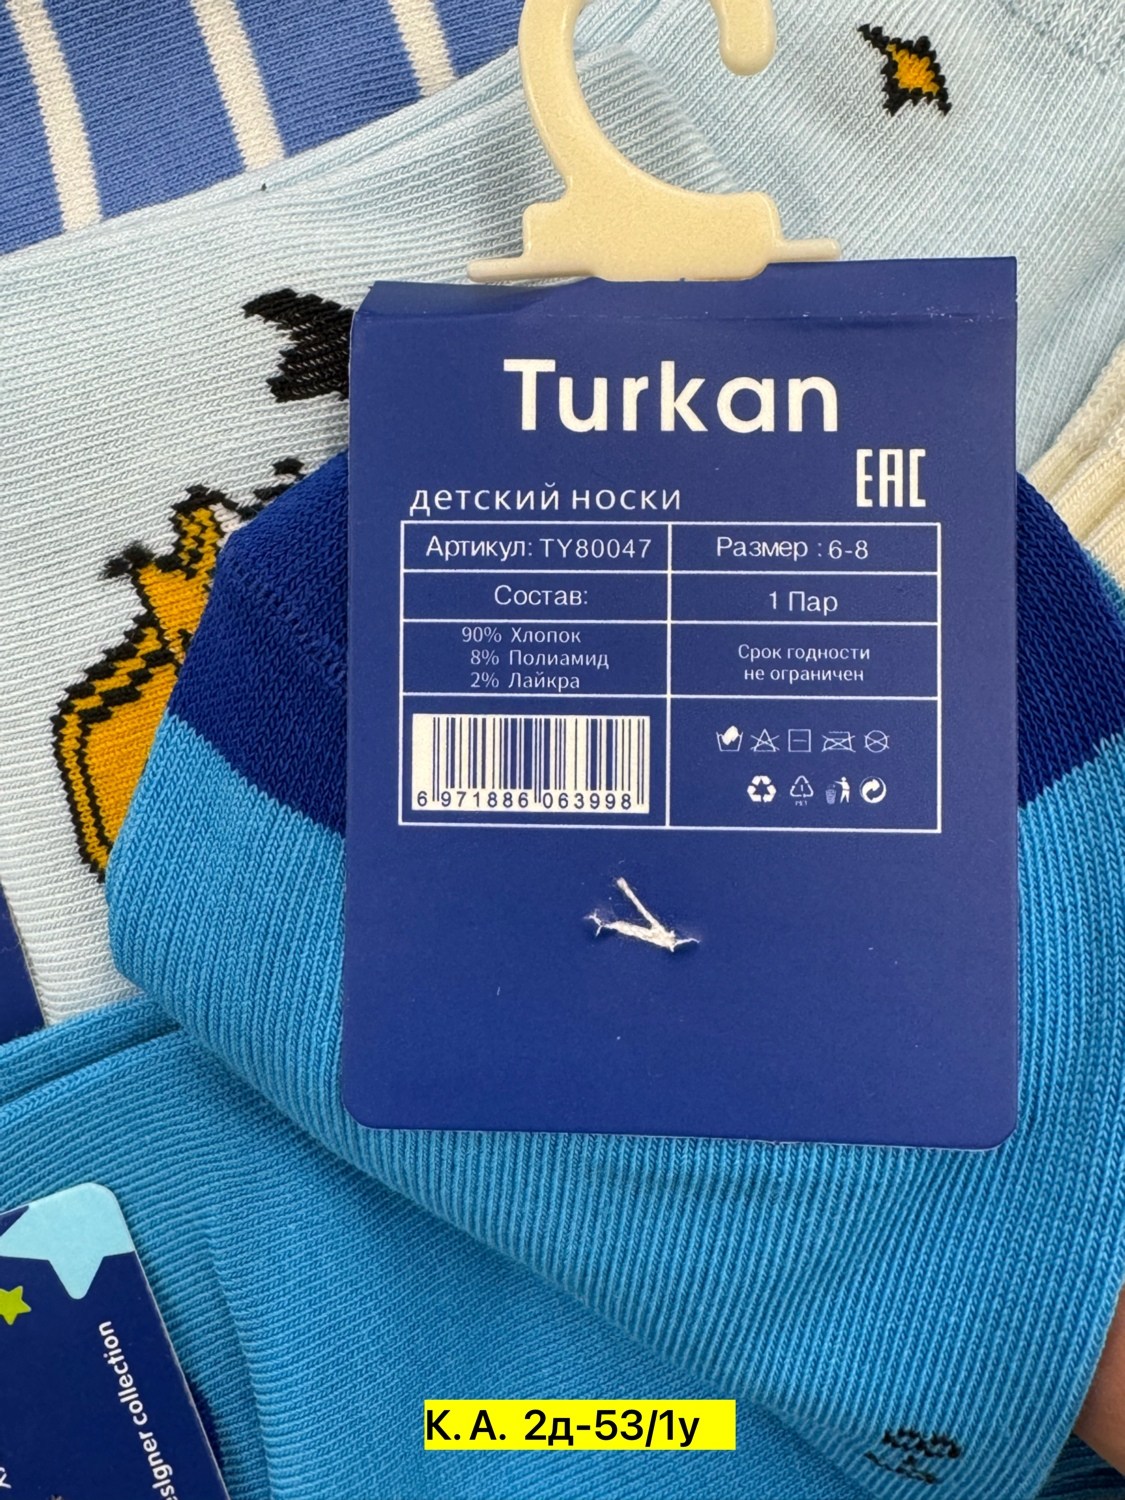 Turkan
EAC
детский носки
Артикул: TY80047
Размер : 6-8
Состав:
1 Пар
90% Хлопок
8% Полиамид
2% Лайкра
Срок годности
не ограничен
6 971886 063998
esigner collection
К. А. 2д-53/1у